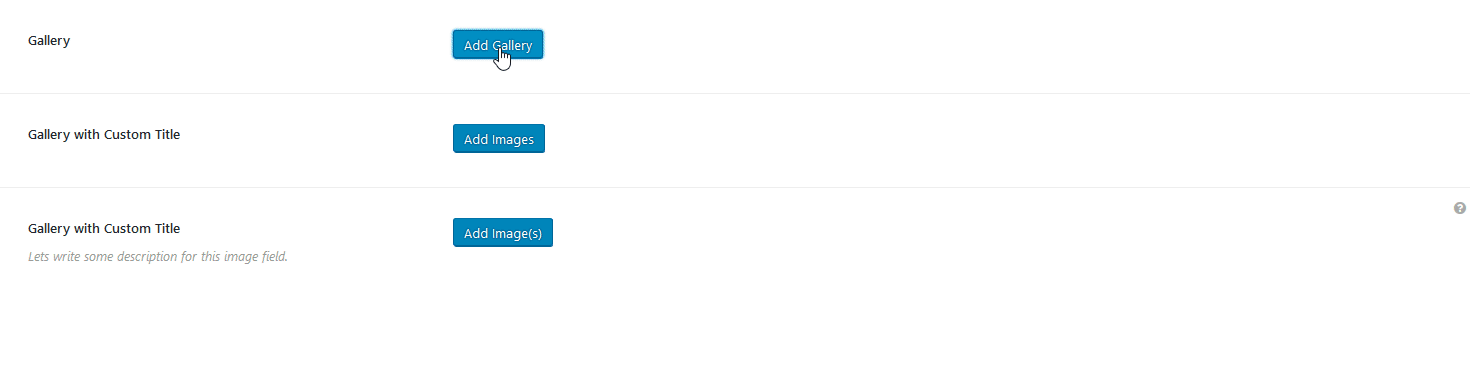 Gallery
Add Gallery
Gallery with Custom Title
Add Images
Gallery with Custom Title
Add Image(s)
Lets write some description for this image field.
?